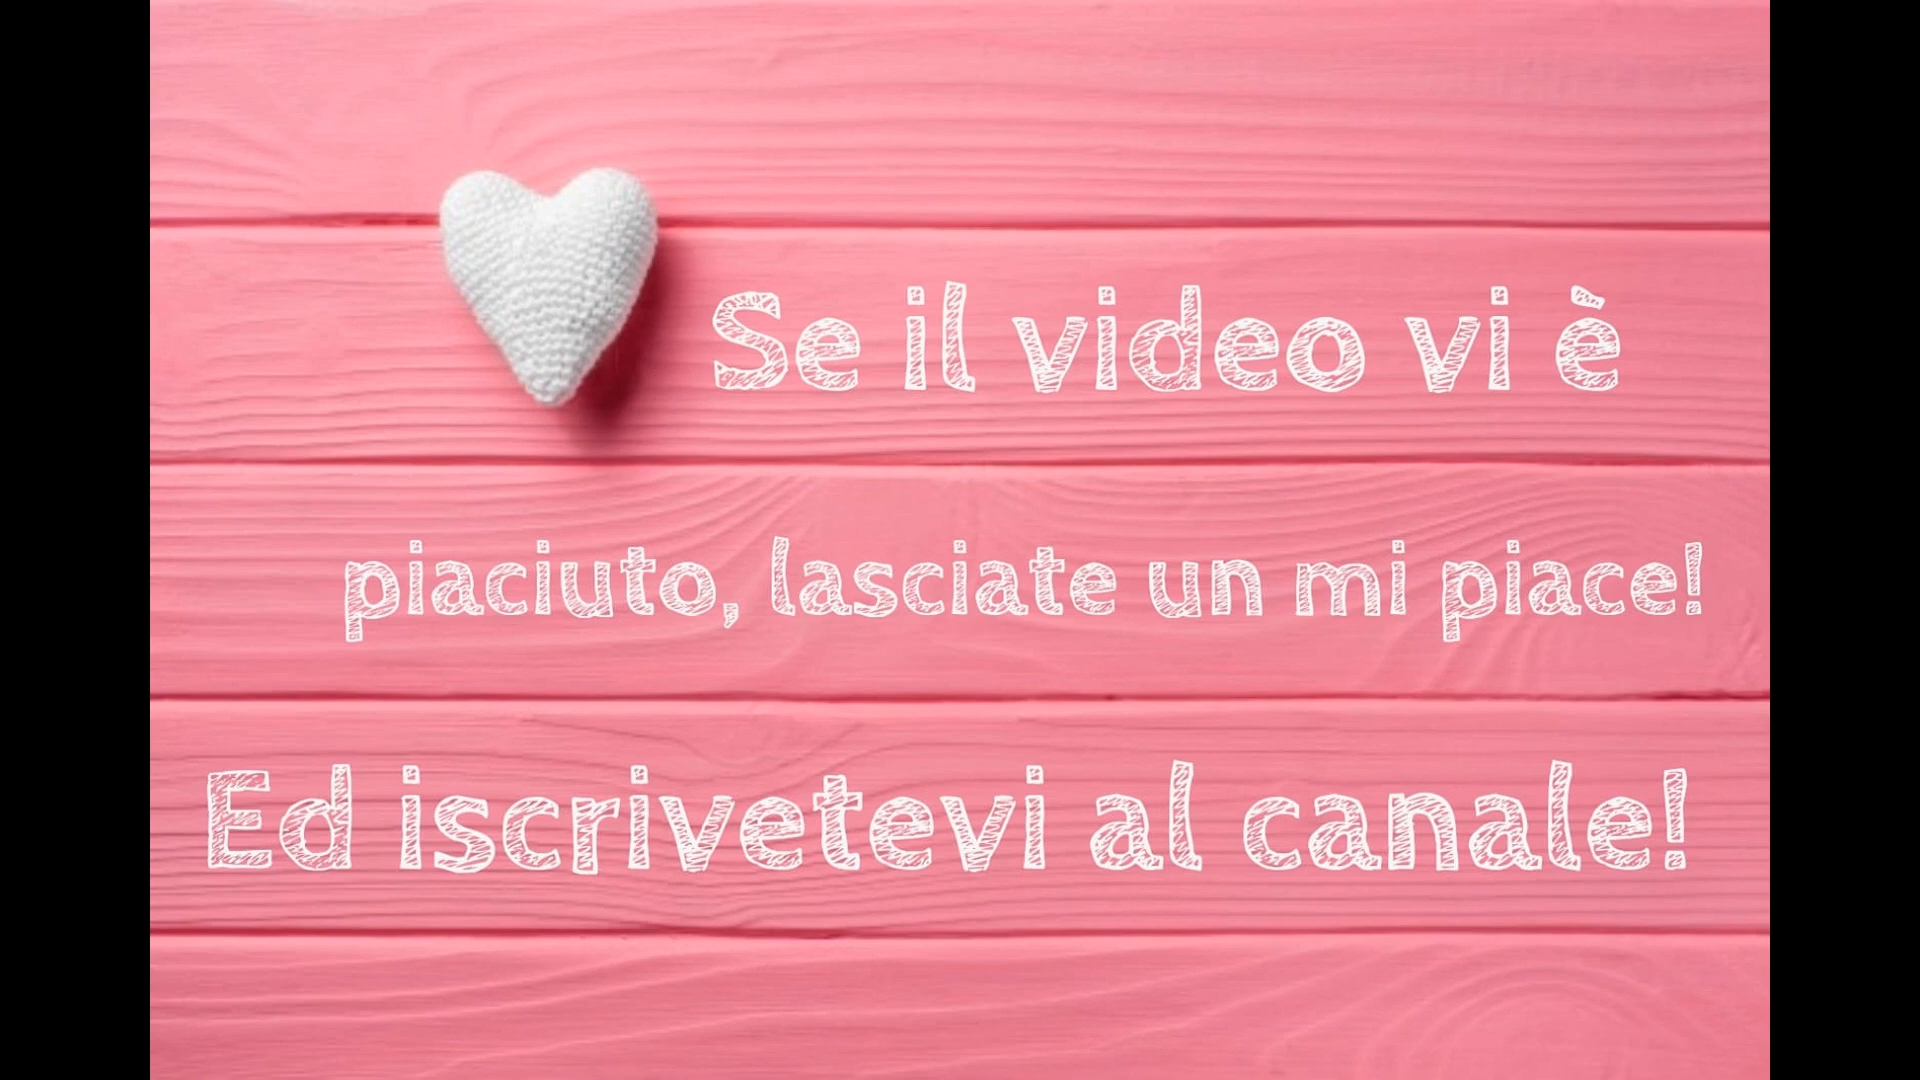 Se il video vi è
piaciuto, lasciate un mi piace!
Ed iscrivetevi al canale!